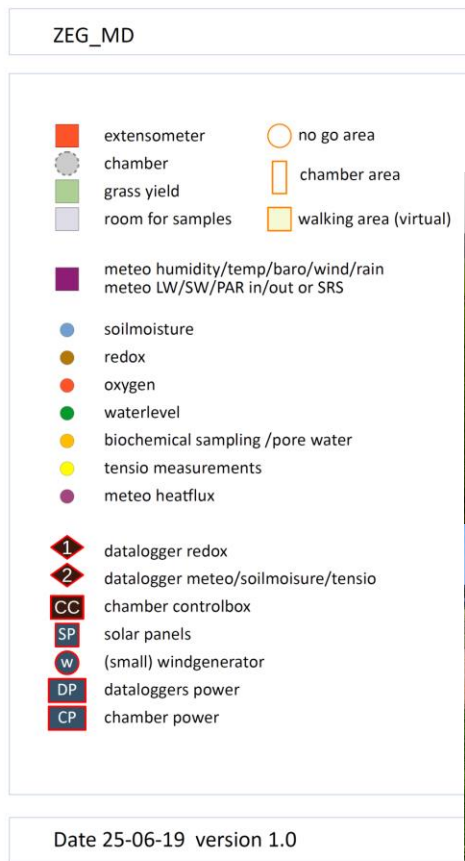 ZEG_MD
extensometer
no go area
chamber
chamber area
grass yield
room for samples
walking area (virtual)
meteo humidity/temp/baro/wind/rain
meteo LW/SW/PAR in/out or SRS
soilmoisture
redox
oxygen
waterlevel
biochemical sampling /pore water
tensio measurements
meteo heatflux
1 datalogger redox
2 datalogger meteo/soilmoisure/tensio
CC chamber controlbox
SP solar panels
w (small) windgenerator
DP dataloggers power
CP chamber power
Date 25-06-19 version 1.0